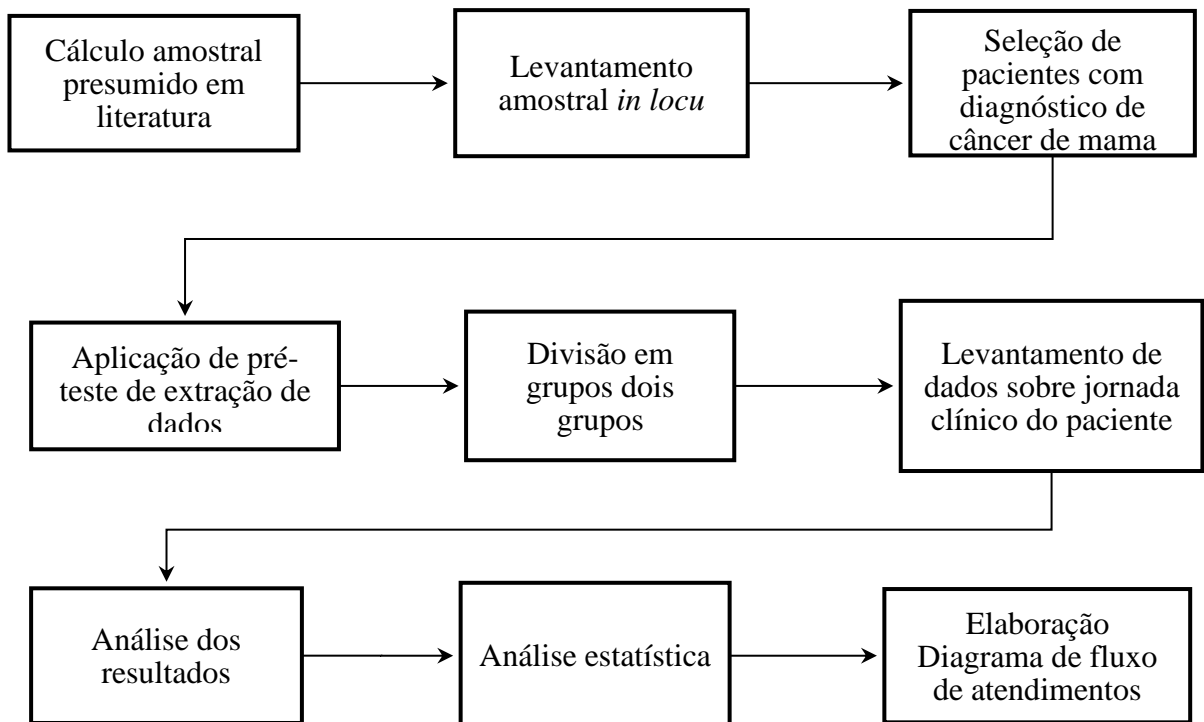 Cálculo amostral
presumido em
literatura
Levantamento
amostral in locu
Seleção de
pacientes com
diagnóstico de
câncer de mama
Aplicação de pré-
teste de extração de
dados
Divisão em
grupos dois
grupos
Levantamento de
dados sobre jornada
clínico do paciente
Análise dos
resultados
Análise estatística
Elaboração
Diagrama de fluxo
de atendimentos